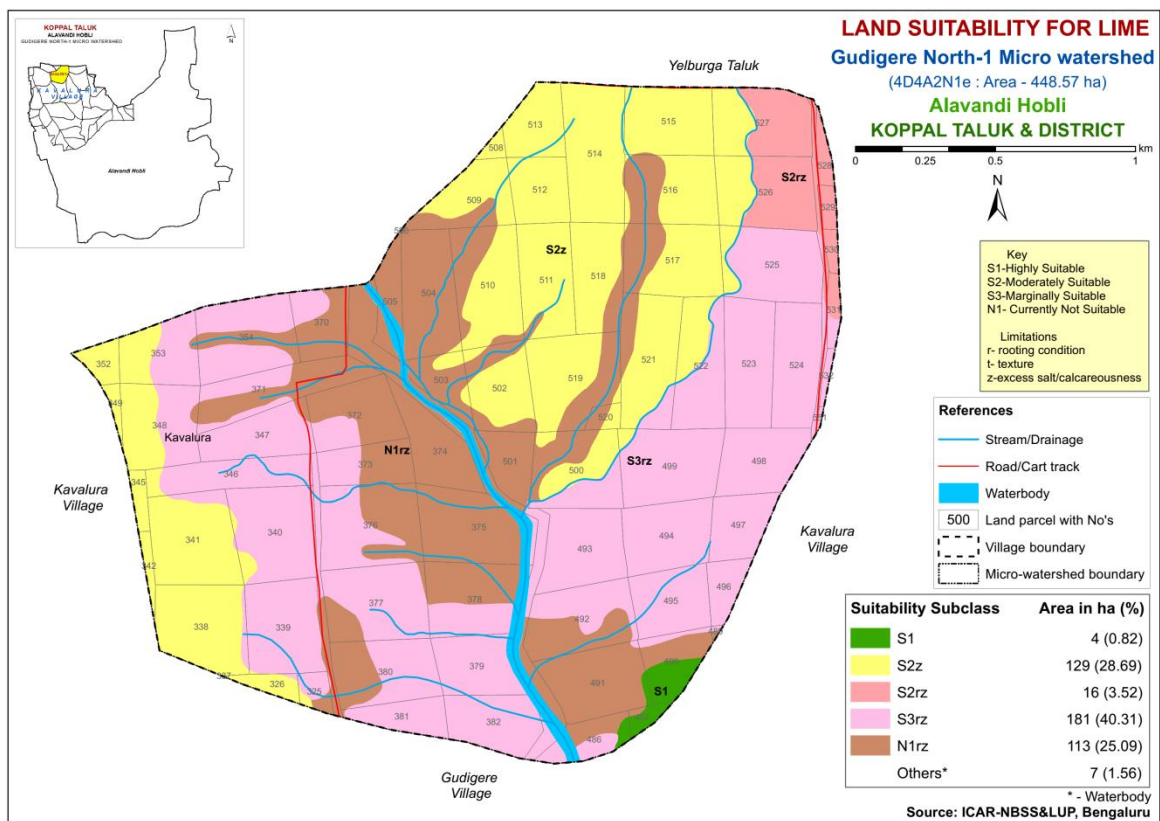 KOPPAL TALUK
ALAVANDI HOBLI
GUDIGERE NORTH-1 MICRO WATERSHED
N
KAVALURA
VILLAGE
Alavandi Hobli
LAND SUITABILITY FOR LIME
Gudigere North-1 Micro watershed
(4D4A2N1e : Area - 448.57 ha)
Alavandi Hobli
KOPPAL TALUK & DISTRICT
0 0.25 0.5 1 km
N
Key
S1-Highly Suitable
S2-Moderately Suitable
S3-Marginally Suitable
N1- Currently Not Suitable
Limitations
r- rooting condition
t- texture
z-excess salt/calcareousness
References
Stream/Drainage
Road/Cart track
Waterbody
500 Land parcel with No's
Village boundary
Micro-watershed boundary
Suitability Subclass Area in ha (%)
S1 4 (0.82)
S2z 129 (28.69)
S2rz 16 (3.52)
S3rz 181 (40.31)
N1rz 113 (25.09)
Others* 7 (1.56)
* - Waterbody
Source: ICAR-NBSS&LUP, Bengaluru
Yelburga Taluk
513
515
527
508
514
528
S2rz
512
516
526
509
529
S2z
517
530
525
510
511
518
505
504
531
370
354
353
352
521
522
523
524
503
371
502
519
349
348
372
520
Kavalura
347
N1rz
374
501
S3rz
373
500
499
498
346
345
Kavalura
Village
341
340
376
375
493
494
497
Kavalura
Village
342
496
378
495
377
338
339
492
380
379
491
S1
326
325
381
382
486
Gudigere
Village